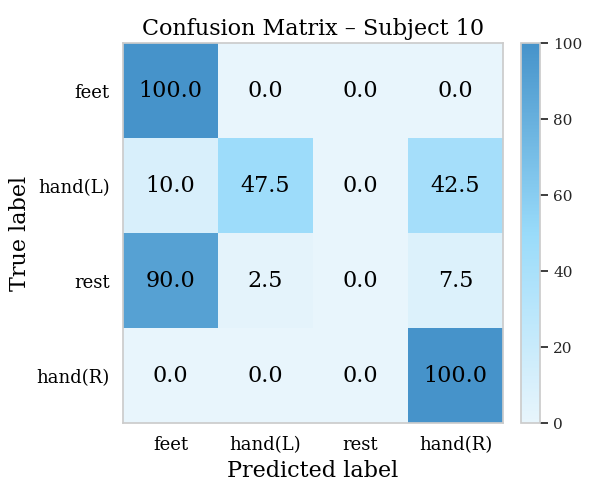 Confusion Matrix – Subject 10
True label
feet 100.0 0.0 0.0 0.0
hand(L) 10.0 47.5 0.0 42.5
rest 90.0 2.5 0.0 7.5
hand(R) 0.0 0.0 0.0 100.0
feet hand(L) rest hand(R)
Predicted label
100
80
60
40
20
0